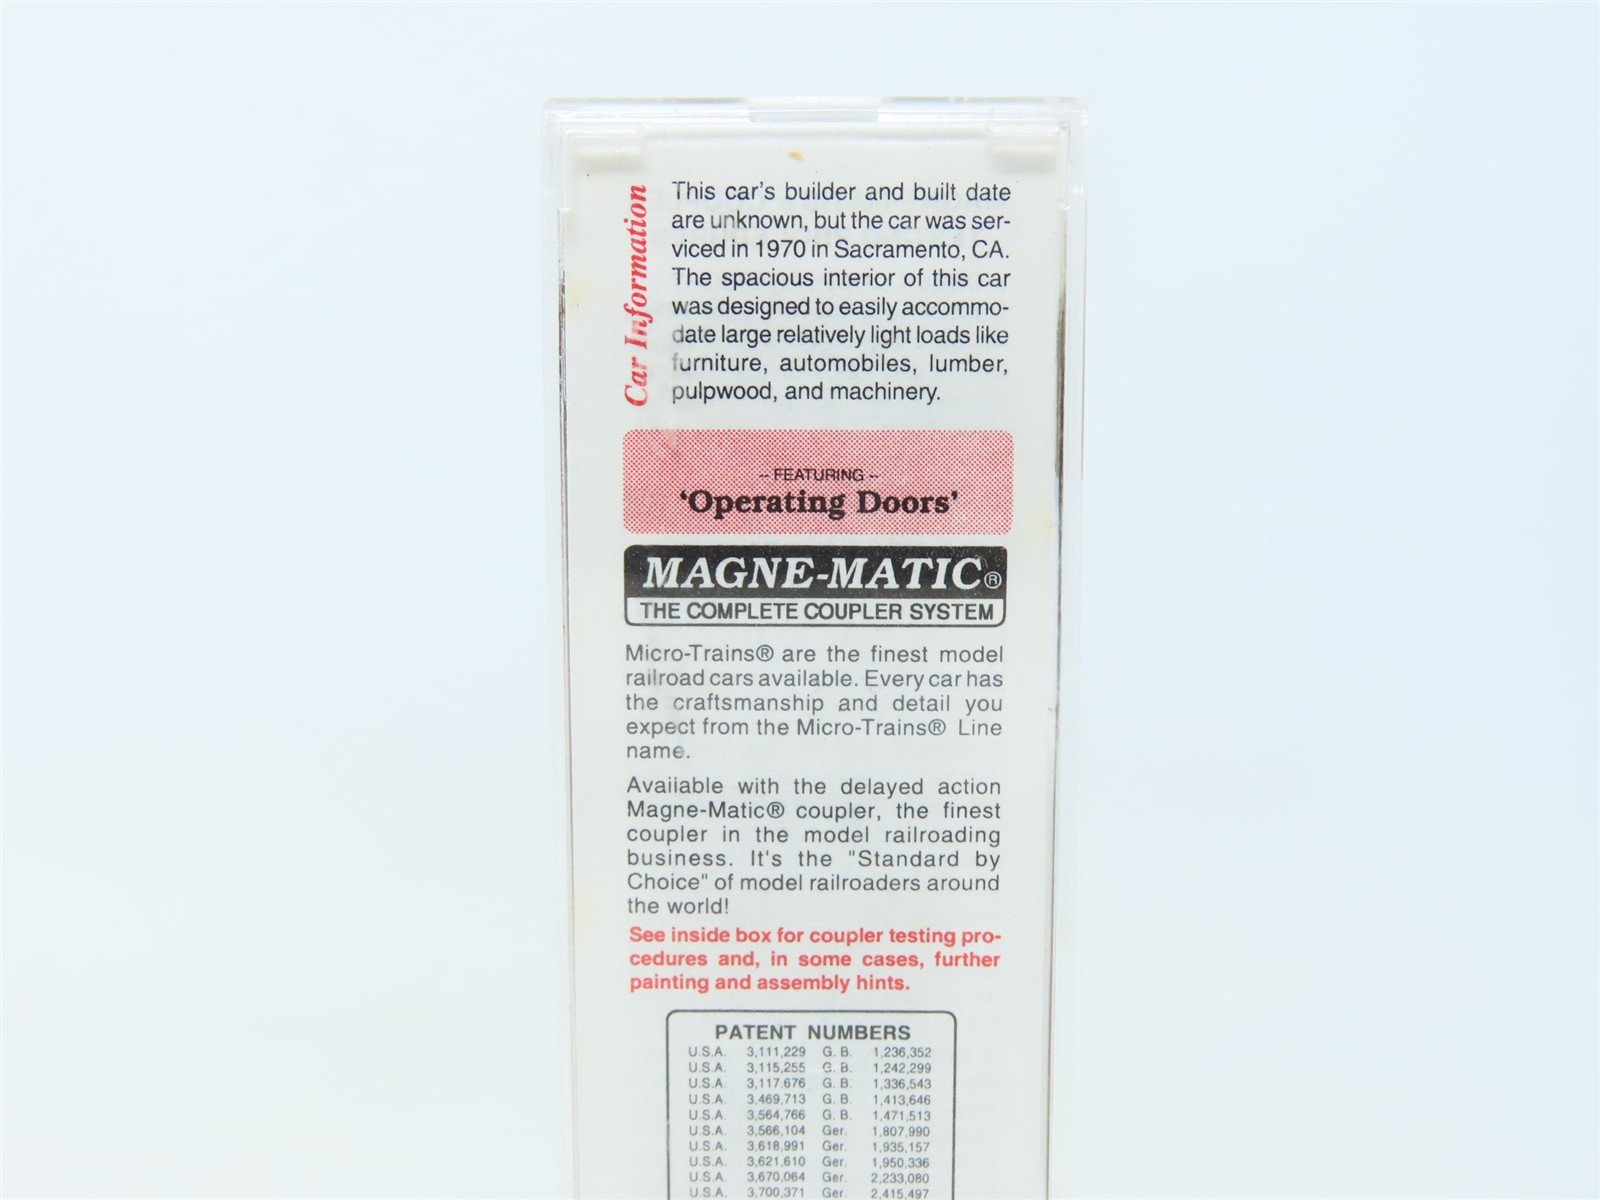 Car Information
This car's builder and built date
are unknown, but the car was ser-
viced in 1970 in Sacramento, CA.
The spacious interior of this car
was designed to easily accommo-
date large relatively light loads like
furniture, automobiles, lumber,
pulpwood, and machinery.
– FEATURING –
'Operating Doors'
MAGNE-MATIC®
THE COMPLETE COUPLER SYSTEM
Micro-Trains® are the finest model
railroad cars available. Every car has
the craftsmanship and detail you
expect from the Micro-Trains® Line
name.
Available with the delayed action
Magne-Matic® coupler, the finest
coupler in the model railroading
business. It's the "Standard by
Choice" of model railroaders around
the world!
See inside box for coupler testing pro-
cedures and, in some cases, further
painting and assembly hints.
PATENT NUMBERS
U.S.A. 3,111,229 G. B. 1,236,352
U.S.A. 3,115,255 G. B. 1,242,299
U.S.A. 3,117,676 G. B. 1,336,543
U.S.A. 3,469,713 G. B. 1,413,646
U.S.A. 3,564,766 G. B. 1,471,513
U.S.A. 3,566,104 Ger. 1,807,990
U.S.A. 3,618,991 Ger. 1,935,157
U.S.A. 3,621,610 Ger. 1,950,336
U.S.A. 3,670,064 Ger. 2,233,080
U.S.A. 3,700,371 Ger. 2,415,497